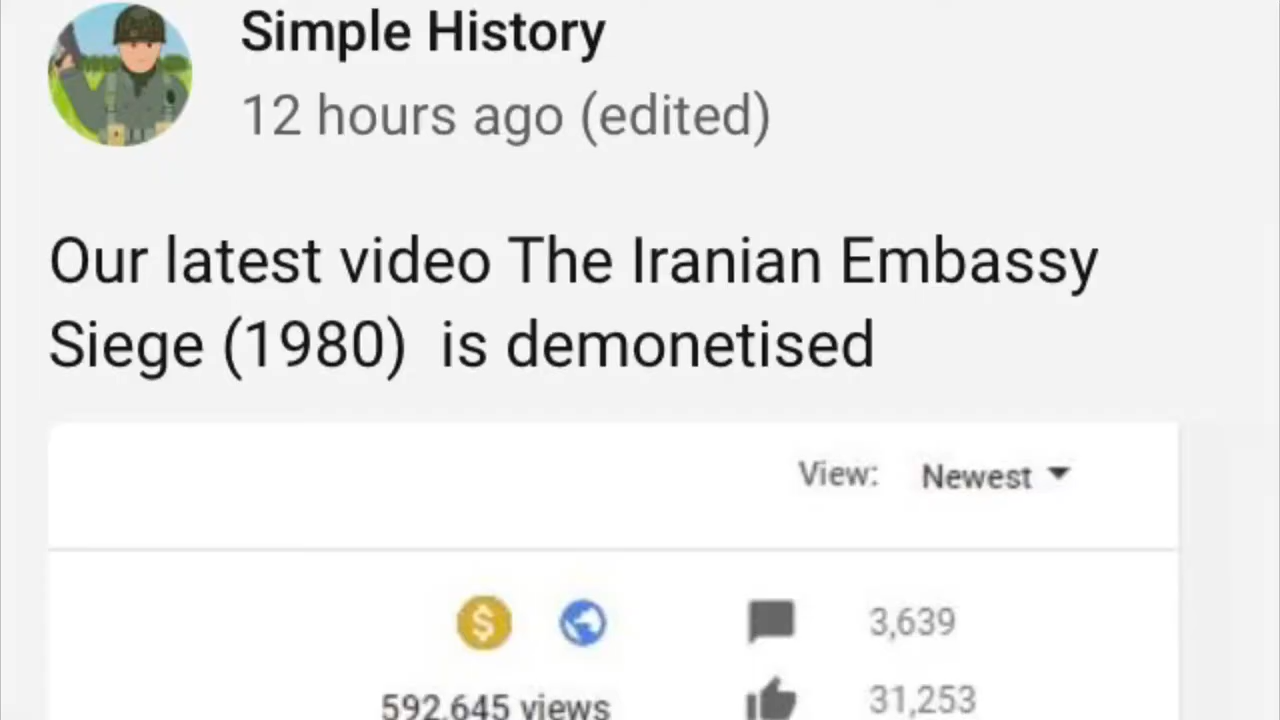 Simple History
12 hours ago (edited)
Our latest video The Iranian Embassy
Siege (1980) is demonetised
View: Newest
$
3,639
592,645 views
31,253